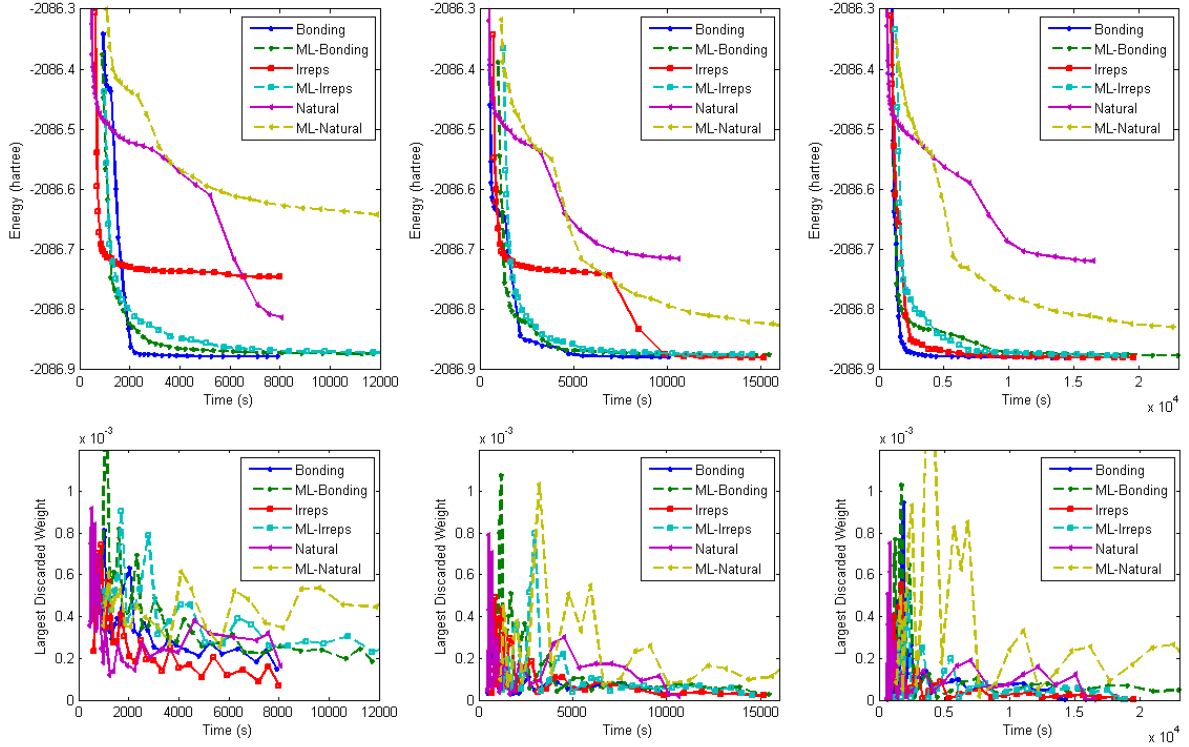 -2086.3
-2086.4
-2086.5
-2086.6
-2086.7
-2086.8
-2086.9
Energy (hartree)
0 2000 4000 6000 8000 10000 12000
Time (s)
Bonding
ML-Bonding
Irreps
ML-Irreps
Natural
ML-Natural
-2086.3
-2086.4
-2086.5
-2086.6
-2086.7
-2086.8
-2086.9
Energy (hartree)
0 5000 10000 15000
Time (s)
Bonding
ML-Bonding
Irreps
ML-Irreps
Natural
ML-Natural
-2086.3
-2086.4
-2086.5
-2086.6
-2086.7
-2086.8
-2086.9
Energy (hartree)
0 0.5 1 1.5 2
x 10^4
Time (s)
Bonding
ML-Bonding
Irreps
ML-Irreps
Natural
ML-Natural
x 10^-3
1
0.8
0.6
0.4
0.2
0
Largest Discarded Weight
0 2000 4000 6000 8000 10000 12000
Time (s)
Bonding
ML-Bonding
Irreps
ML-Irreps
Natural
ML-Natural
x 10^-3
1
0.8
0.6
0.4
0.2
0
Largest Discarded Weight
0 5000 10000 15000
Time (s)
Bonding
ML-Bonding
Irreps
ML-Irreps
Natural
ML-Natural
x 10^-3
1
0.8
0.6
0.4
0.2
0
Largest Discarded Weight
0 0.5 1 1.5 2
x 10^4
Time (s)
Bonding
ML-Bonding
Irreps
ML-Irreps
Natural
ML-Natural